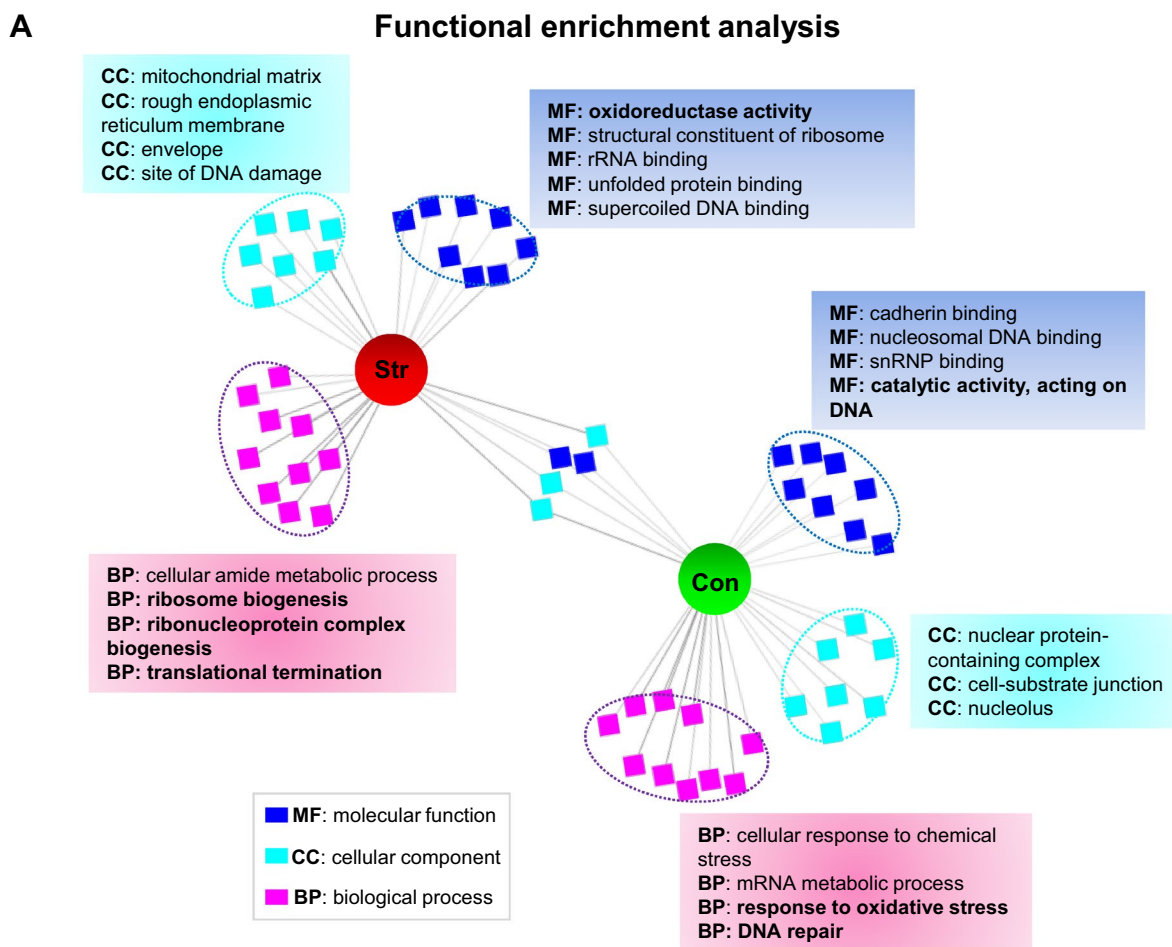 A
Functional enrichment analysis
CC: mitochondrial matrix
CC: rough endoplasmic
reticulum membrane
CC: envelope
CC: site of DNA damage
MF: oxidoreductase activity
MF: structural constituent of ribosome
MF: rRNA binding
MF: unfolded protein binding
MF: supercoiled DNA binding
MF: cadherin binding
MF: nucleosomal DNA binding
MF: snRNP binding
MF: catalytic activity, acting on
DNA
Str
Con
BP: cellular amide metabolic process
BP: ribosome biogenesis
BP: ribonucleoprotein complex
biogenesis
BP: translational termination
CC: nuclear protein-
containing complex
CC: cell-substrate junction
CC: nucleolus
MF: molecular function
CC: cellular component
BP: biological process
BP: cellular response to chemical
stress
BP: mRNA metabolic process
BP: response to oxidative stress
BP: DNA repair